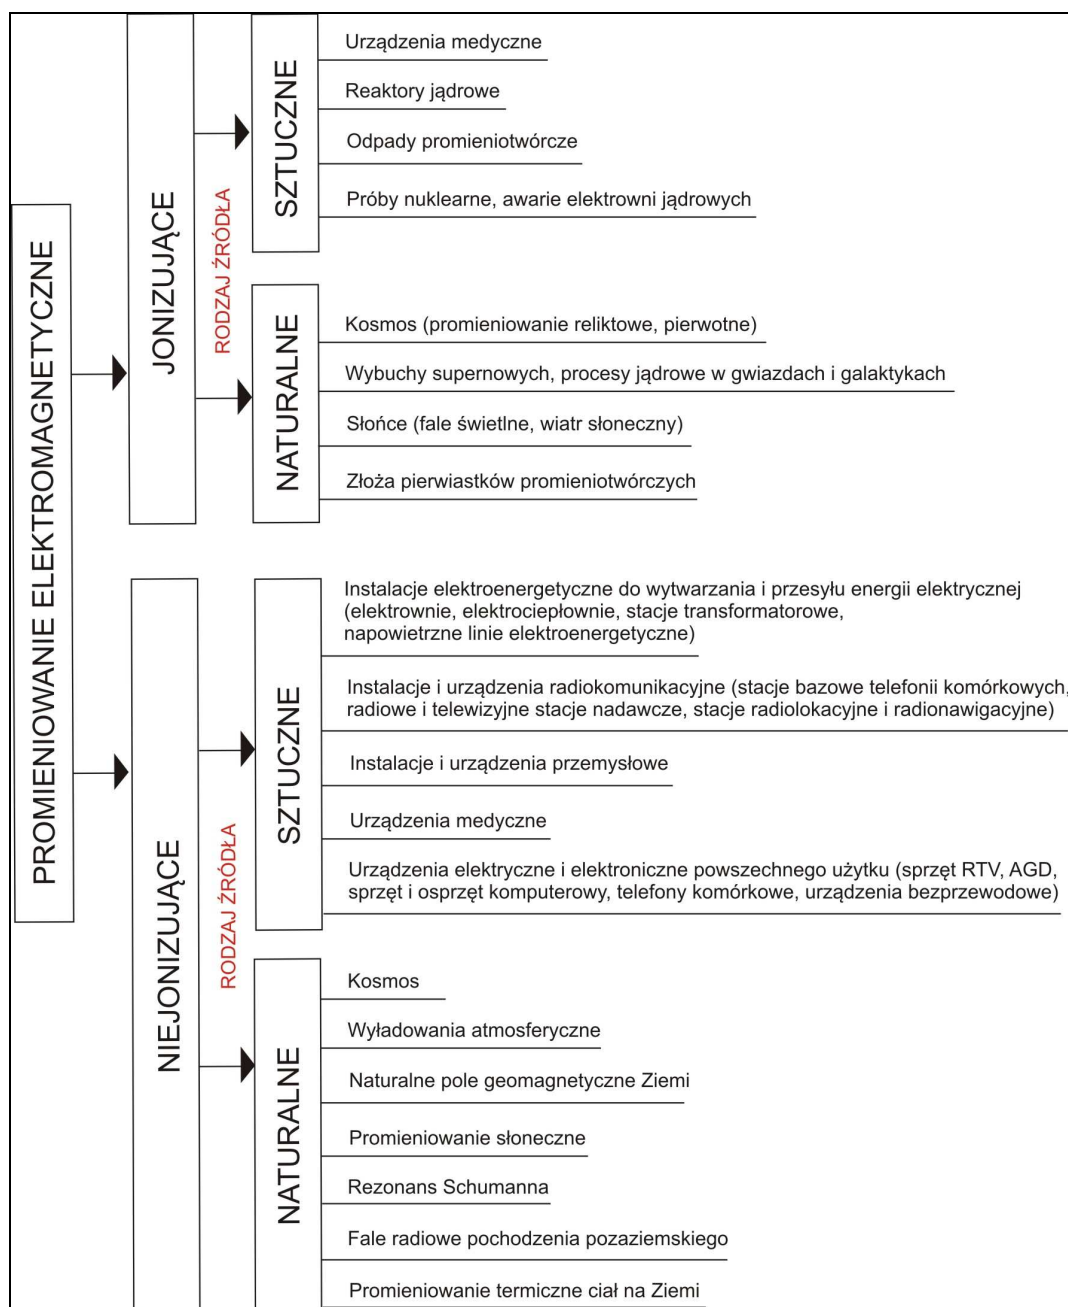 PROMIENIOWANIE ELEKTROMAGNETYCZNE
JONIZUJĄCE
RODZAJ ŹRÓDŁA
SZTUCZNE
Urządzenia medyczne
Reaktory jądrowe
Odpady promieniotwórcze
Próby nuklearne, awarie elektrowni jądrowych
NATURALNE
Kosmos (promieniowanie reliktowe, pierwotne)
Wybuchy supernowych, procesy jądrowe w gwiazdach i galaktykach
Słońce (fale świetlne, wiatr słoneczny)
Złoża pierwiastków promieniotwórczych
NIEJONIZUJĄCE
RODZAJ ŹRÓDŁA
SZTUCZNE
Instalacje elektroenergetyczne do wytwarzania i przesyłu energii elektrycznej
(elektrownie, elektrociepłownie, stacje transformatorowe,
napowietrzne linie elektroenergetyczne)
Instalacje i urządzenia radiokomunikacyjne (stacje bazowe telefonii komórkowych,
radiowe i telewizyjne stacje nadawcze, stacje radiolokacyjne i radionawigacyjne)
Instalacje i urządzenia przemysłowe
Urządzenia medyczne
Urządzenia elektryczne i elektroniczne powszechnego użytku (sprzęt RTV, AGD,
sprzęt i osprzęt komputerowy, telefony komórkowe, urządzenia bezprzewodowe)
NATURALNE
Kosmos
Wyładowania atmosferyczne
Naturalne pole geomagnetyczne Ziemi
Promieniowanie słoneczne
Rezonans Schumanna
Fale radiowe pochodzenia pozaziemskiego
Promieniowanie termiczne ciał na Ziemi